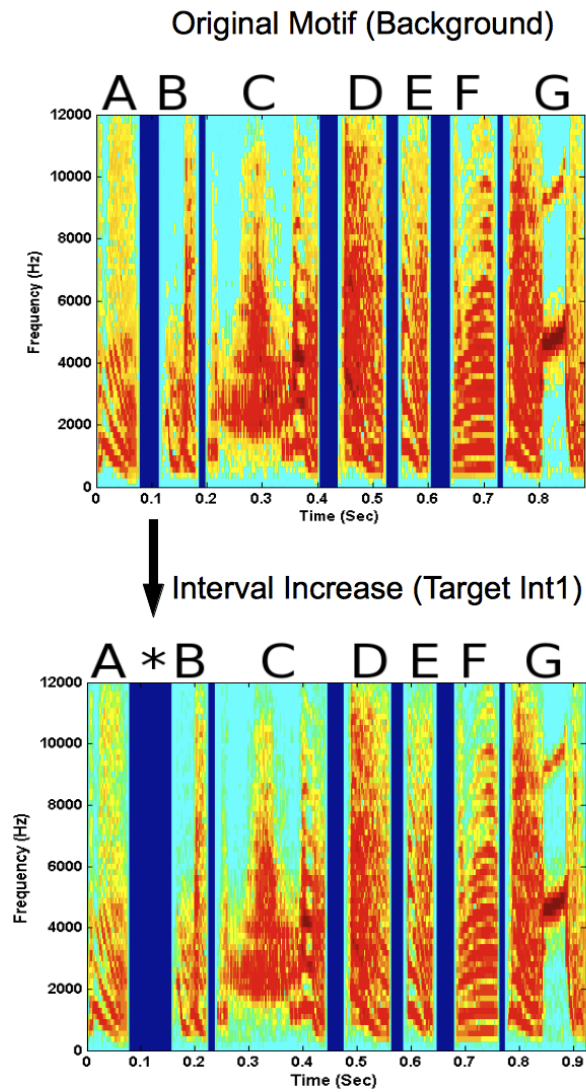 Original Motif (Background)
A B C D E F G
12000
10000
8000
6000
4000
2000
0
Frequency (Hz)
0 0.1 0.2 0.3 0.4 0.5 0.6 0.7 0.8
Time (Sec)
Interval Increase (Target Int1)
A * B C D E F G
12000
10000
8000
6000
4000
2000
0
Frequency (Hz)
0 0.1 0.2 0.3 0.4 0.5 0.6 0.7 0.8 0.9
Time (Sec)